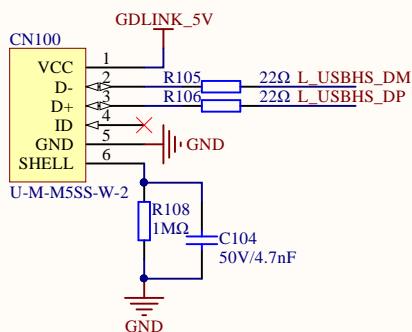 CN100
GDLINK_5V
VCC 1
D- 2 R105 22Ω L_USBHS_DM
D+ 3 R106 22Ω L_USBHS_DP
ID 4
GND 5 GND
SHELL 6
U-M-M5SS-W-2
R108
1MΩ
C104
50V/4.7nF
GND